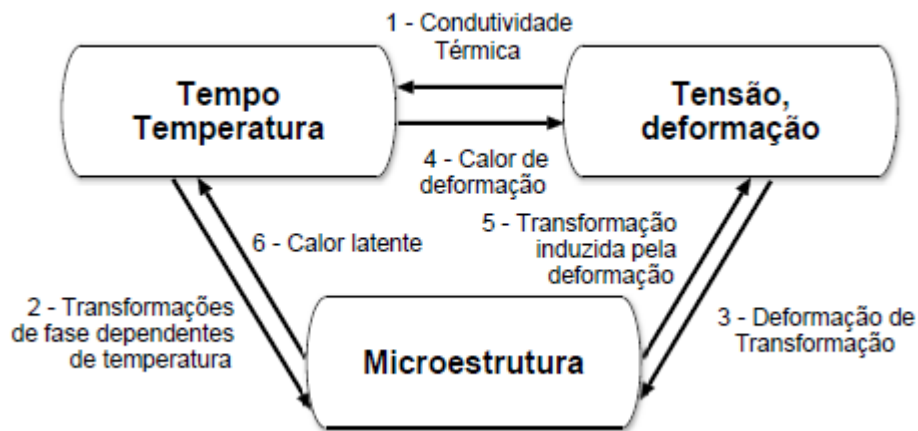 1 - Condutividade
Térmica
Tempo
Temperatura
Tensão,
deformação
4 - Calor de
deformação
6 - Calor latente
5 - Transformação
induzida pela
deformação
2 - Transformações
de fase dependentes
de temperatura
3 - Deformação de
Transformação
Microestrutura